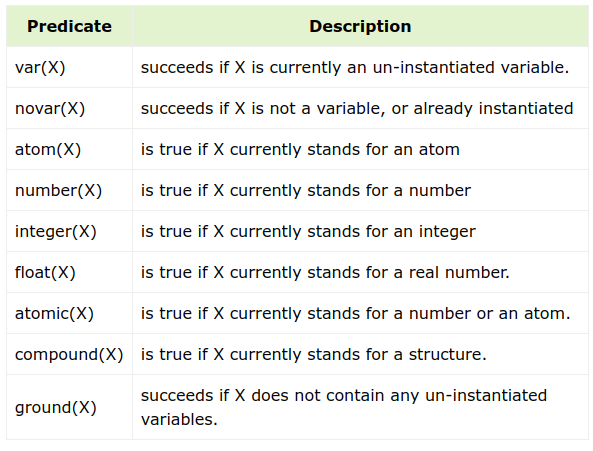 Predicate Description
var(X) succeeds if X is currently an un-instantiated variable.
novar(X) succeeds if X is not a variable, or already instantiated
atom(X) is true if X currently stands for an atom
number(X) is true if X currently stands for a number
integer(X) is true if X currently stands for an integer
float(X) is true if X currently stands for a real number.
atomic(X) is true if X currently stands for a number or an atom.
compound(X) is true if X currently stands for a structure.
ground(X) succeeds if X does not contain any un-instantiated
variables.